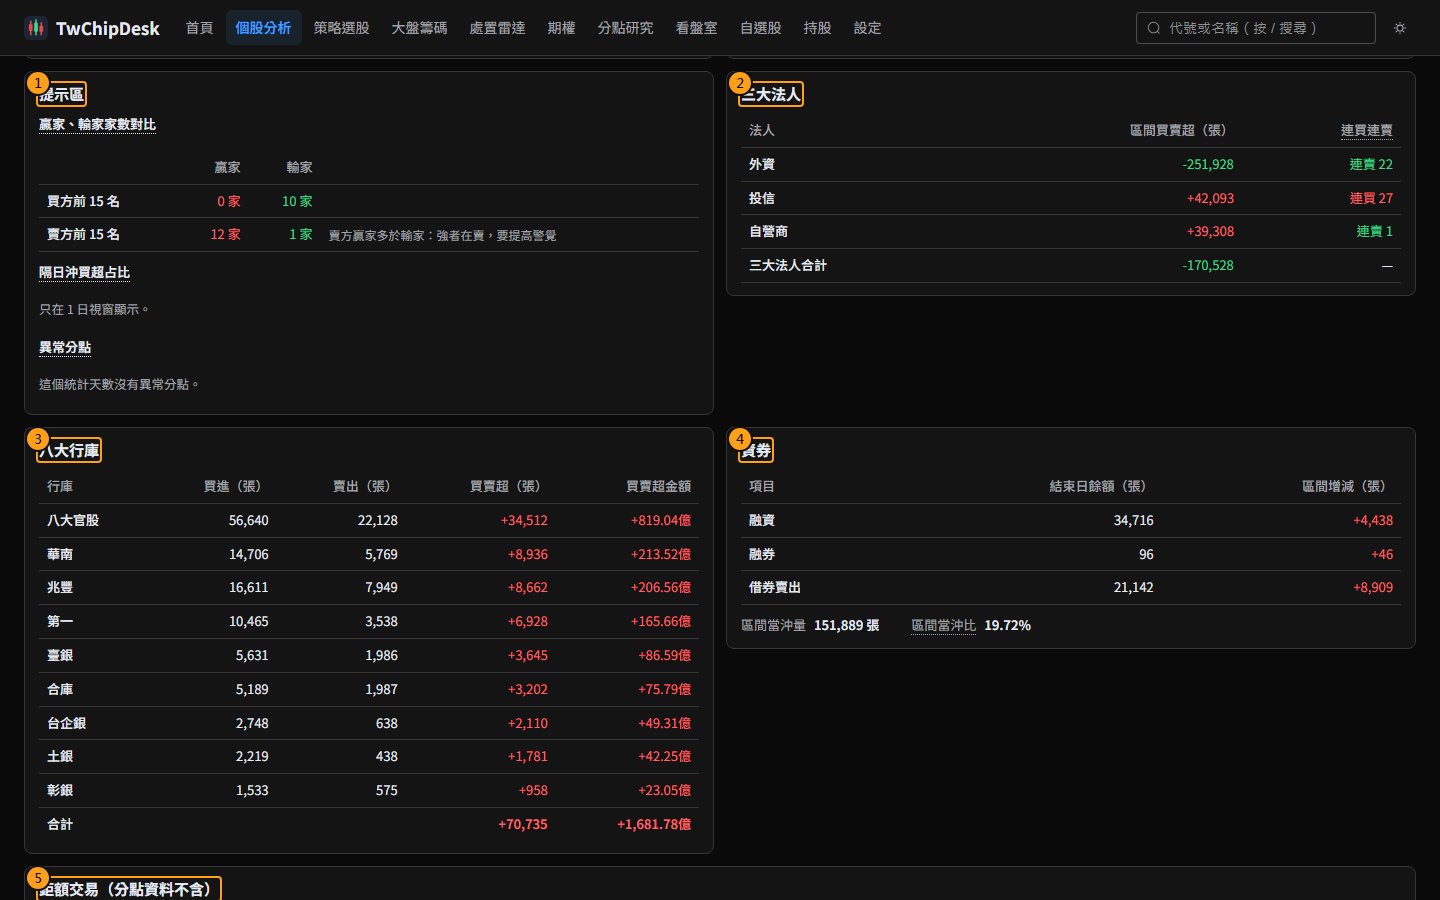 TwChipDesk 首頁 個股分析 策略選股 大盤籌碼 處置雷達 期權 分點研究 看盤室 自選股 持股 設定 代號或名稱（按 / 搜尋）
1 提示區
贏家、輸家家數對比
贏家 輸家
買方前 15 名 0 家 10 家
賣方前 15 名 12 家 1 家 賣方贏家多於輸家：強者在賣，要提高警覺
隔日沖買超占比
只在 1 日視窗顯示。
異常分點
這個統計天數沒有異常分點。
2 三大法人
法人 區間買賣超（張） 連買連賣
外資 -251,928 連賣 22
投信 +42,093 連買 27
自營商 +39,308 連賣 1
三大法人合計 -170,528 —
3 八大行庫
行庫 買進（張） 賣出（張） 買賣超（張） 買賣超金額
八大官股 56,640 22,128 +34,512 +819.04億
華南 14,706 5,769 +8,936 +213.52億
兆豐 16,611 7,949 +8,662 +206.56億
第一 10,465 3,538 +6,928 +165.66億
臺銀 5,631 1,986 +3,645 +86.59億
合庫 5,189 1,987 +3,202 +75.79億
台企銀 2,748 638 +2,110 +49.31億
土銀 2,219 438 +1,781 +42.25億
彰銀 1,533 575 +958 +23.05億
合計 +70,735 +1,681.78億
4 資券
項目 結束日餘額（張） 區間增減（張）
融資 34,716 +4,438
融券 96 +46
借券賣出 21,142 +8,909
區間當沖量 151,889 張 區間當沖比 19.72%
5 鉅額交易（分點資料不含）